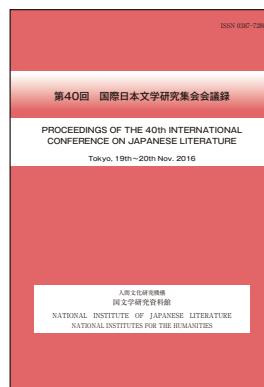 ISSN 0387-7280
第40回 国際日本文学研究集会会議録
PROCEEDINGS OF THE 40th INTERNATIONAL
CONFERENCE ON JAPANESE LITERATURE
Tokyo, 19th～20th Nov. 2016
人間文化研究機構
国文学研究資料館
NATIONAL INSTITUTE OF JAPANESE LITERATURE
NATIONAL INSTITUTES FOR THE HUMANITIES